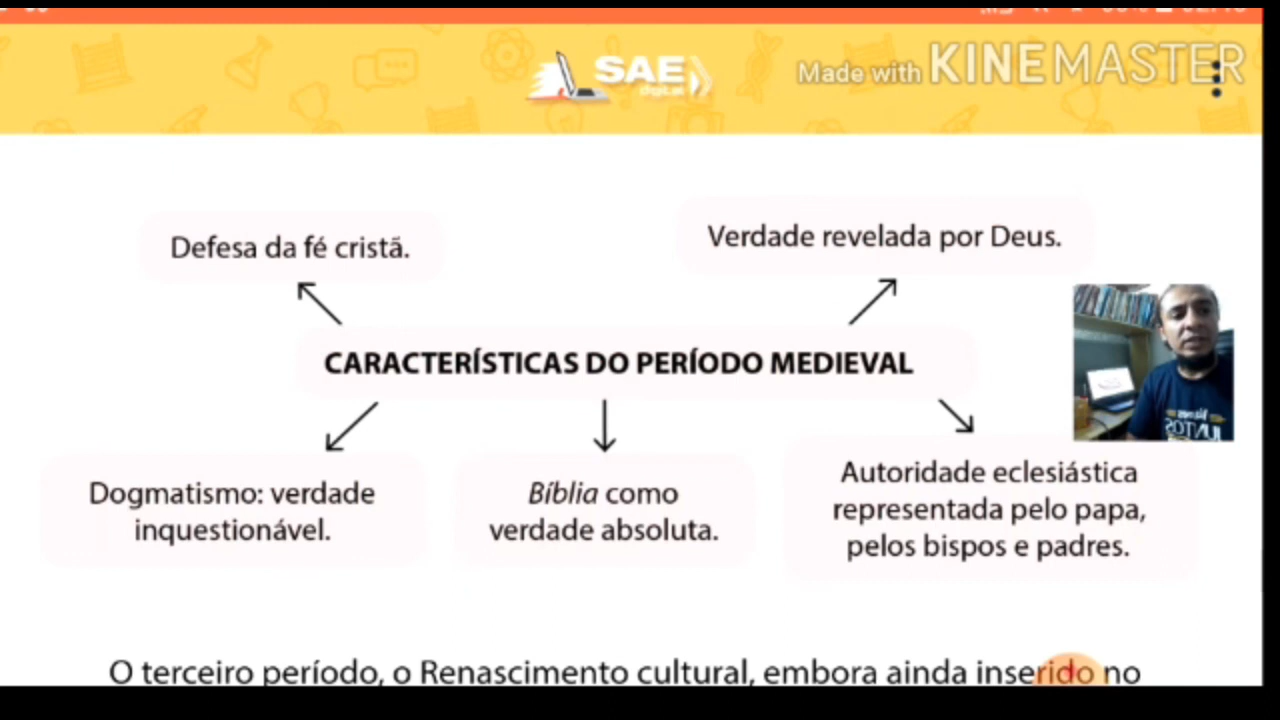 SAE
digital
Made with KINEMASTER
Defesa da fé cristã.
Verdade revelada por Deus.
CARACTERÍSTICAS DO PERÍODO MEDIEVAL
Dogmatismo: verdade
inquestionável.
Bíblia como
verdade absoluta.
Autoridade eclesiástica
representada pelo papa,
pelos bispos e padres.
JUNTOS
O terceiro período, o Renascimento cultural, embora ainda inserido no